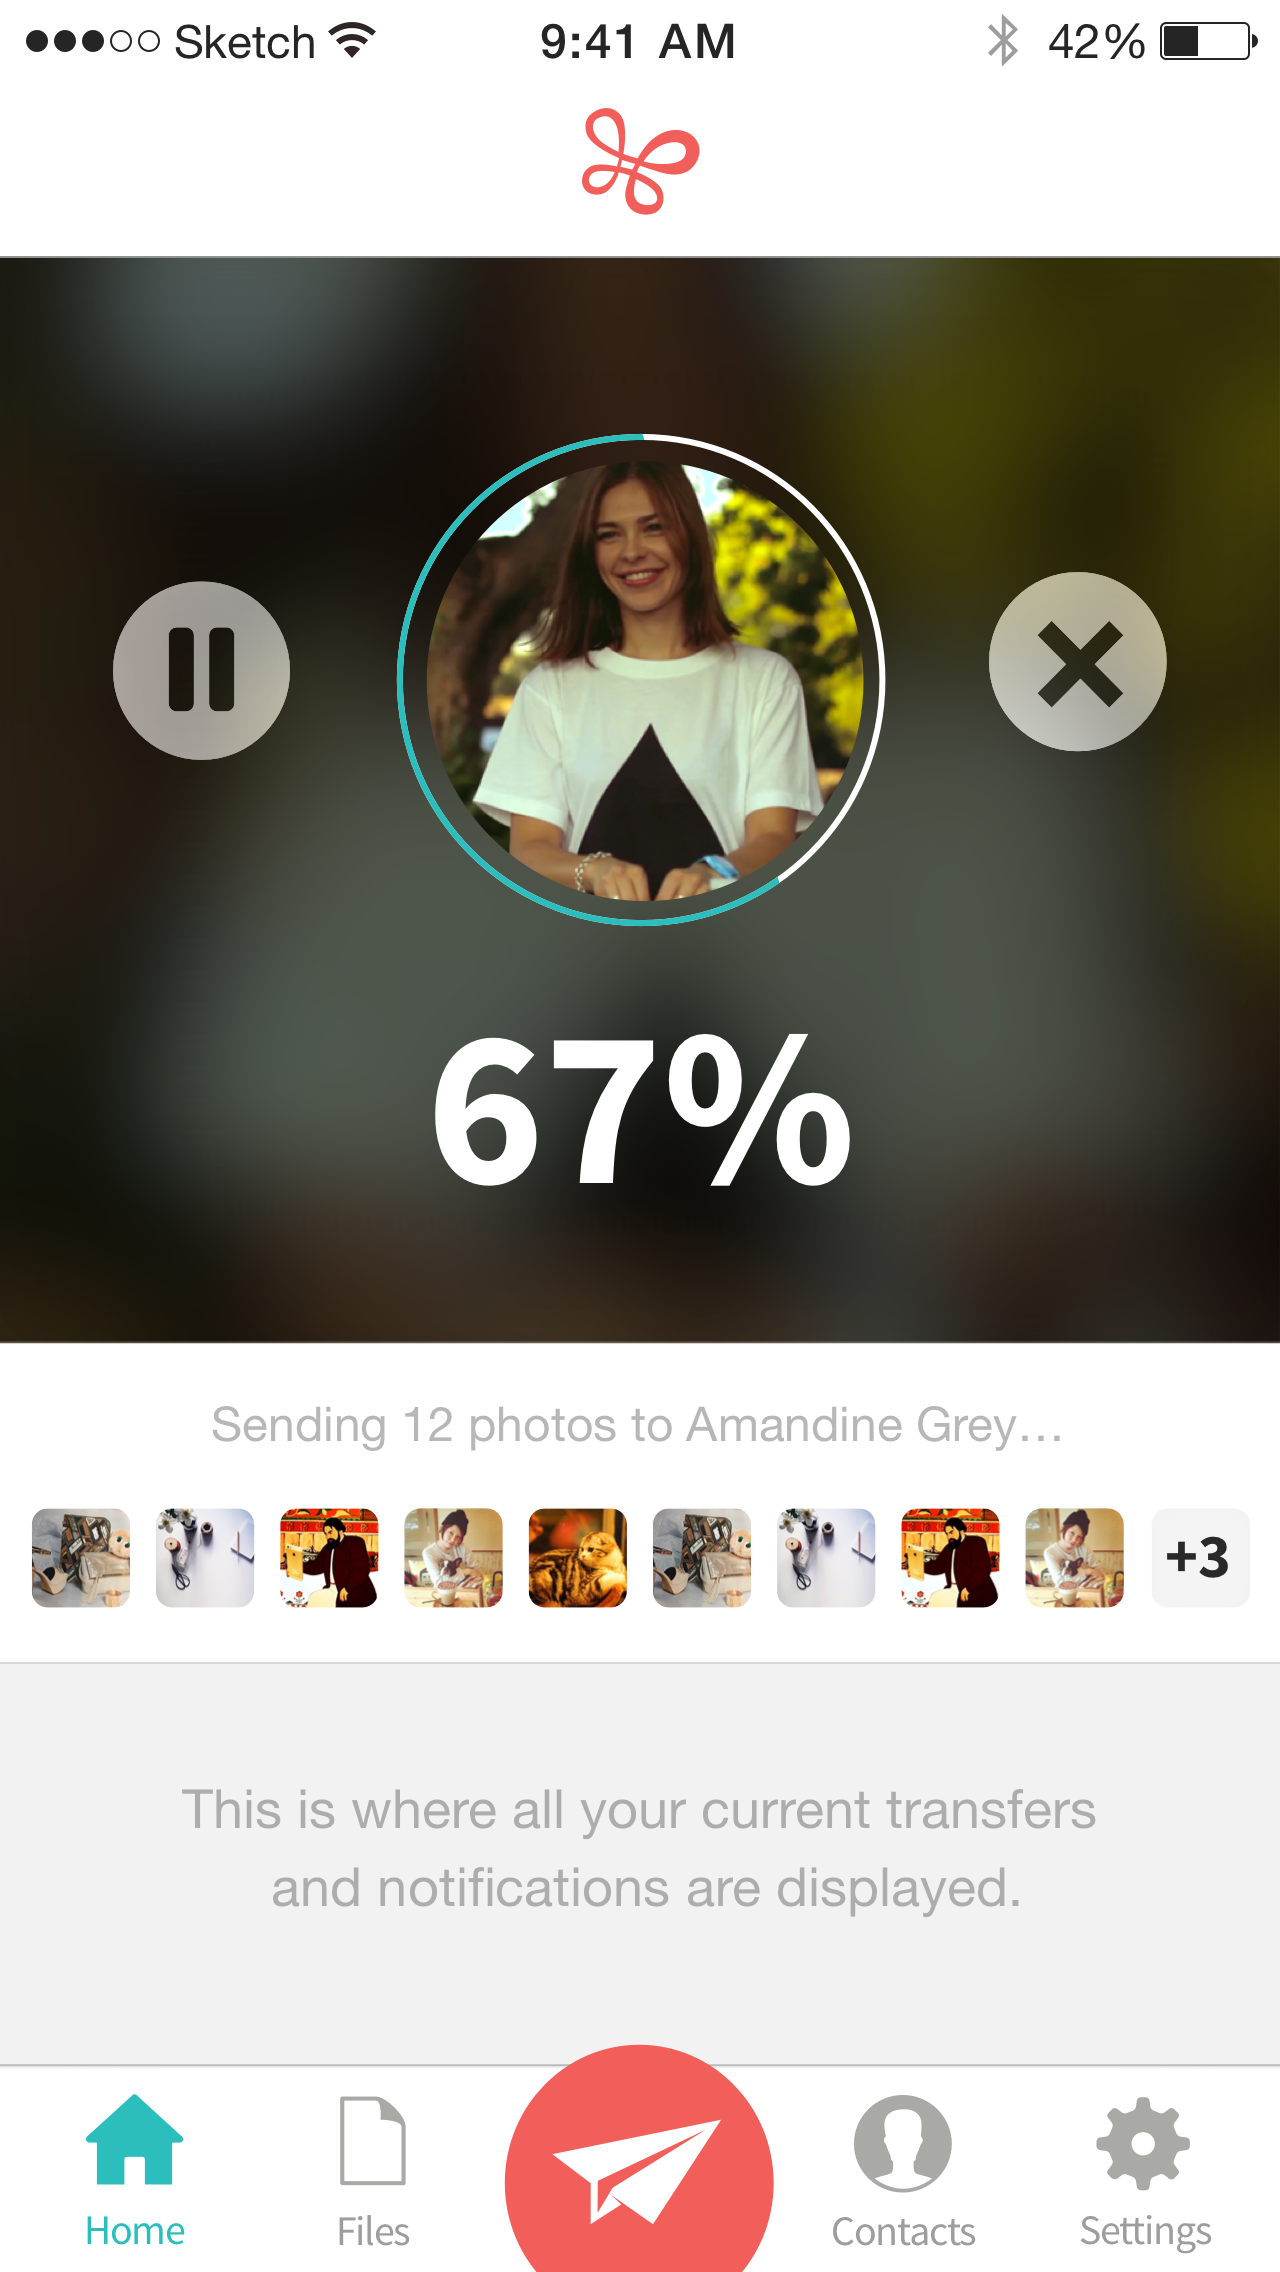 Sketch 9:41 AM 42%
67%
Sending 12 photos to Amandine Grey...
+3
This is where all your current transfers
and notifications are displayed.
Home Files Contacts Settings